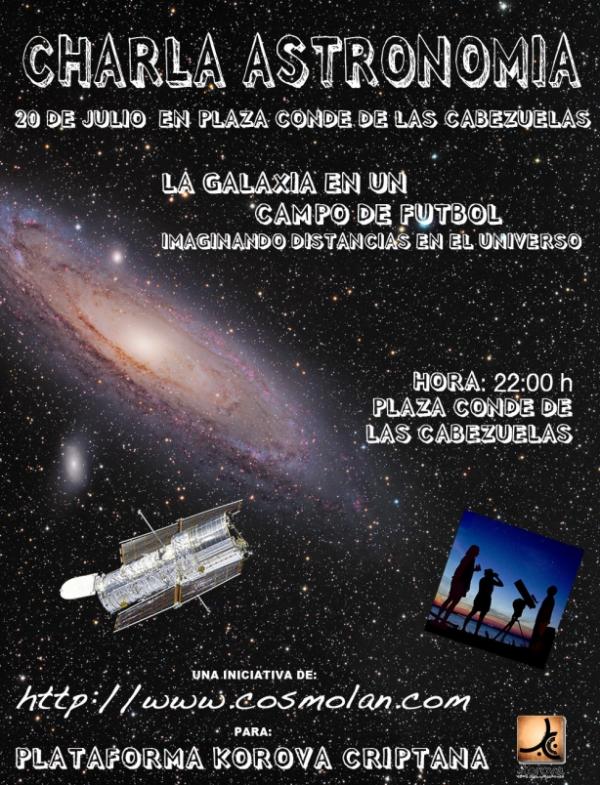 CHARLA ASTRONOMIA
20 DE JULIO EN PLAZA CONDE DE LAS CABEZUELAS
LA GALAXIA EN UN
CAMPO DE FUTBOL
IMAGINANDO DISTANCIAS EN EL UNIVERSO
HORA: 22:00 h
PLAZA CONDE DE
LAS CABEZUELAS
UNA INICIATIVA DE:
http://www.cosmolan.com
PARA:
PLATAFORMA KOROVA CRIPTANA